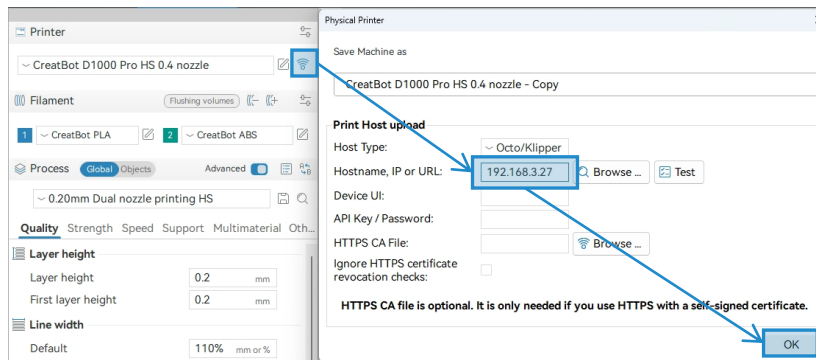 Printer
CreatBot D1000 Pro HS 0.4 nozzle
Filament
Flushing volumes
1 CreatBot PLA 2 CreatBot ABS
Process Global Objects Advanced
0.20mm Dual nozzle printing HS
Quality Strength Speed Support Multimaterial Oth...
Layer height
Layer height 0.2 mm
First layer height 0.2 mm
Line width
Default 110% mm or %
Physical Printer
Save Machine as
CreatBot D1000 Pro HS 0.4 nozzle - Copy
Print Host upload
Host Type: Octo/Klipper
Hostname, IP or URL: 192.168.3.27 Browse ... Test
Device UI:
API Key / Password:
HTTPS CA File: Browse ...
Ignore HTTPS certificate
revocation checks:
HTTPS CA file is optional. It is only needed if you use HTTPS with a self-signed certificate.
OK